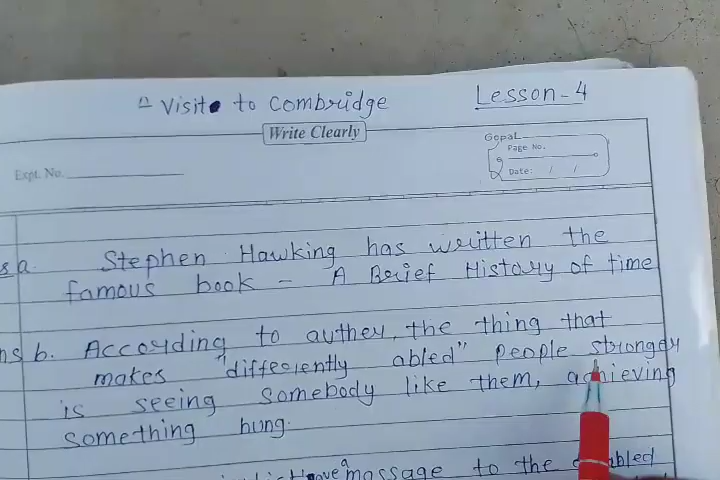 A Visit to Combridge Lesson-4
Write Clearly
Gopal
Page No.
Expt. No.
Date: / /
s a. Stephen Hawking has written the
famous book - A Brief History of time
ns b. According to auther, the thing that
makes "differently abled" people stronger
is seeing somebody like them, achieving
something hung.
massage to the